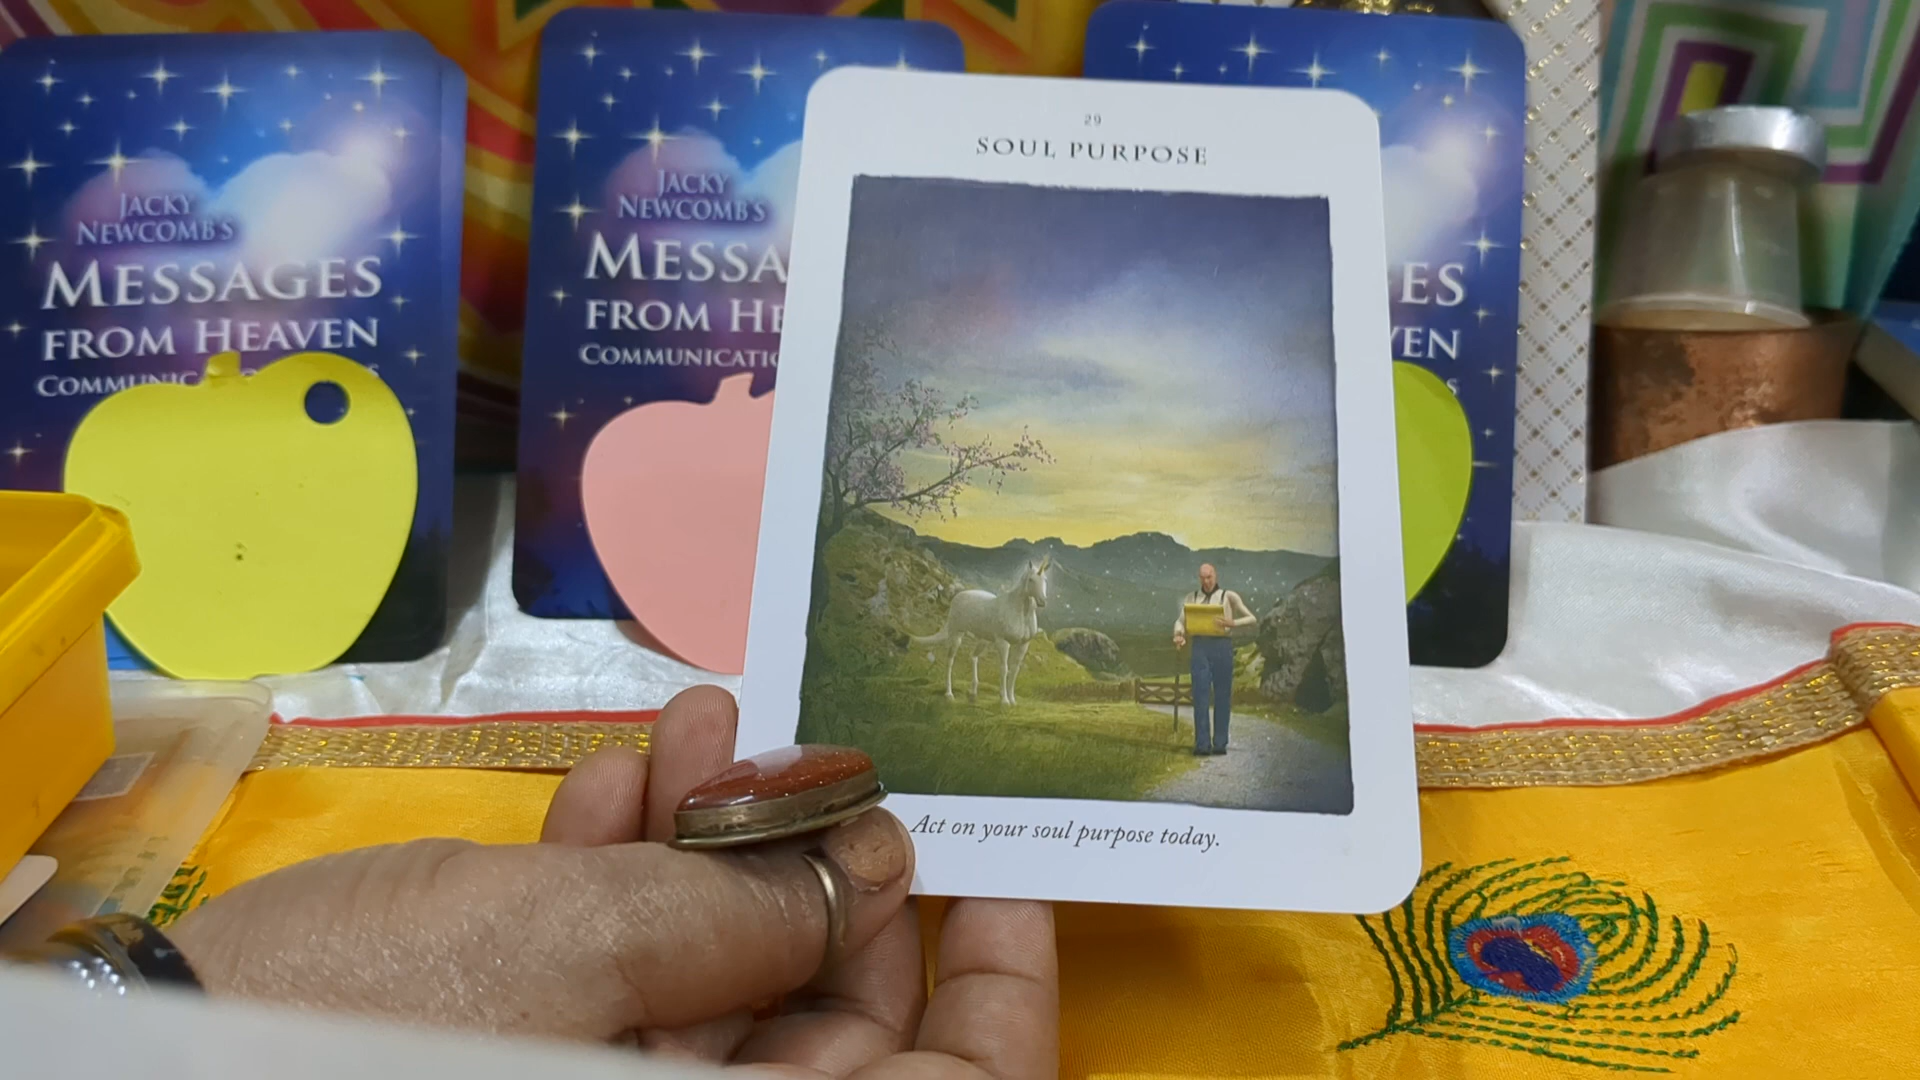 JACKY
NEWCOMB'S
MESSAGES
FROM HEAVEN
JACKY
NEWCOMB'S
MESSA
FROM HE
COMMUNICATIO
29
SOUL PURPOSE
Act on your soul purpose today.
ES
VEN
S